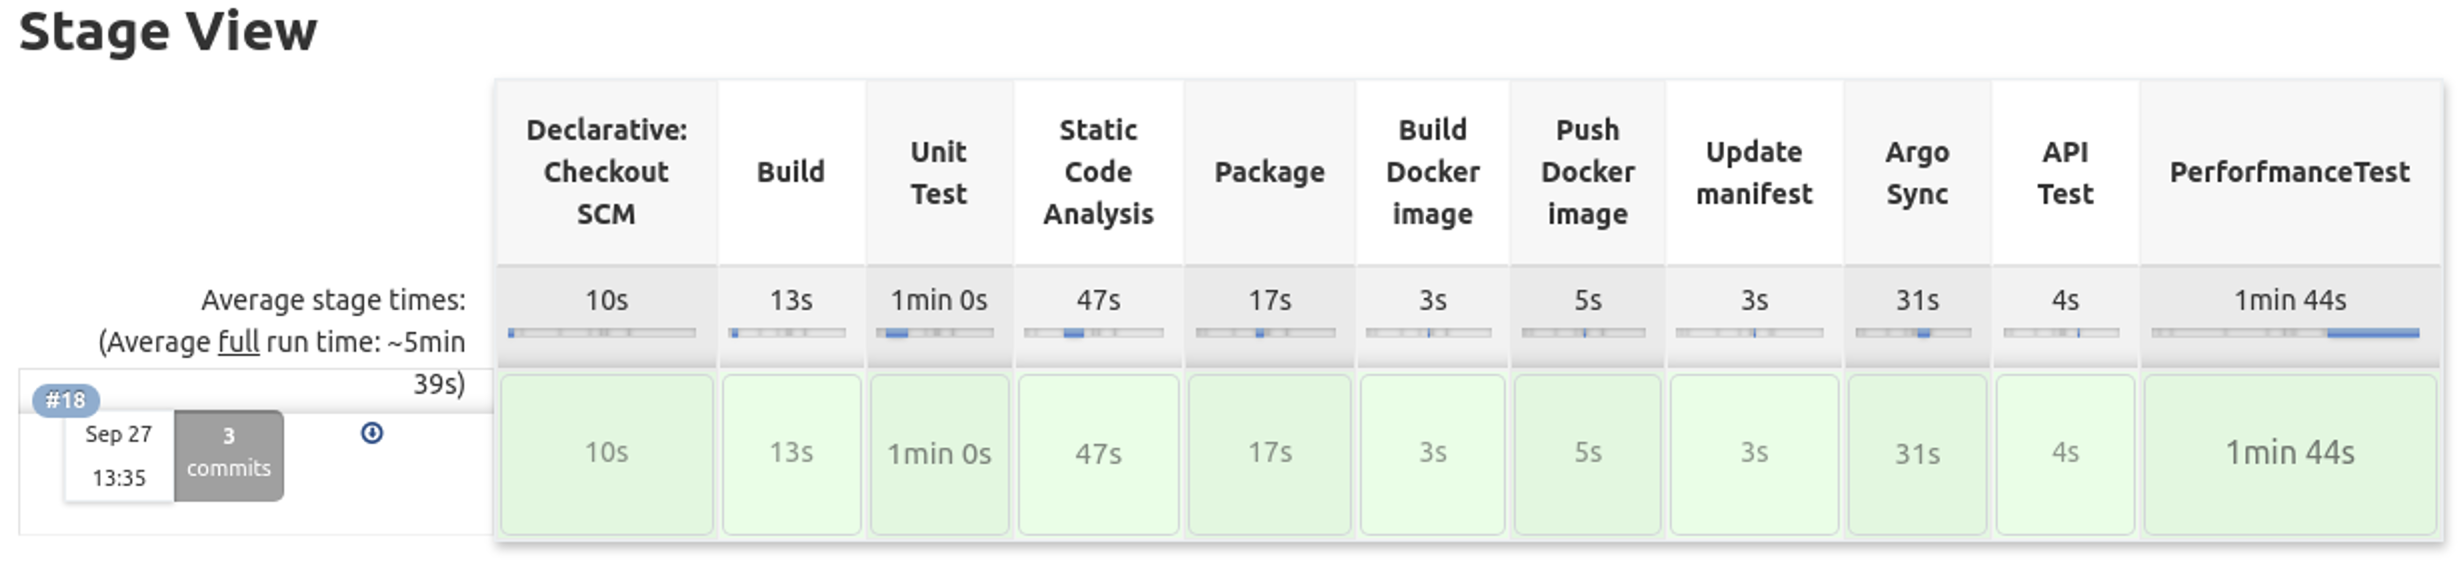 Stage View
Declarative:
Checkout
SCM
Build
Unit
Test
Static
Code
Analysis
Package
Build
Docker
image
Push
Docker
image
Update
manifest
Argo
Sync
API
Test
PerforfmanceTest
Average stage times:
(Average full run time: ~5min
39s)
10s
13s
1min 0s
47s
17s
3s
5s
3s
31s
4s
1min 44s
#18
Sep 27
13:35
3
commits
10s
13s
1min 0s
47s
17s
3s
5s
3s
31s
4s
1min 44s